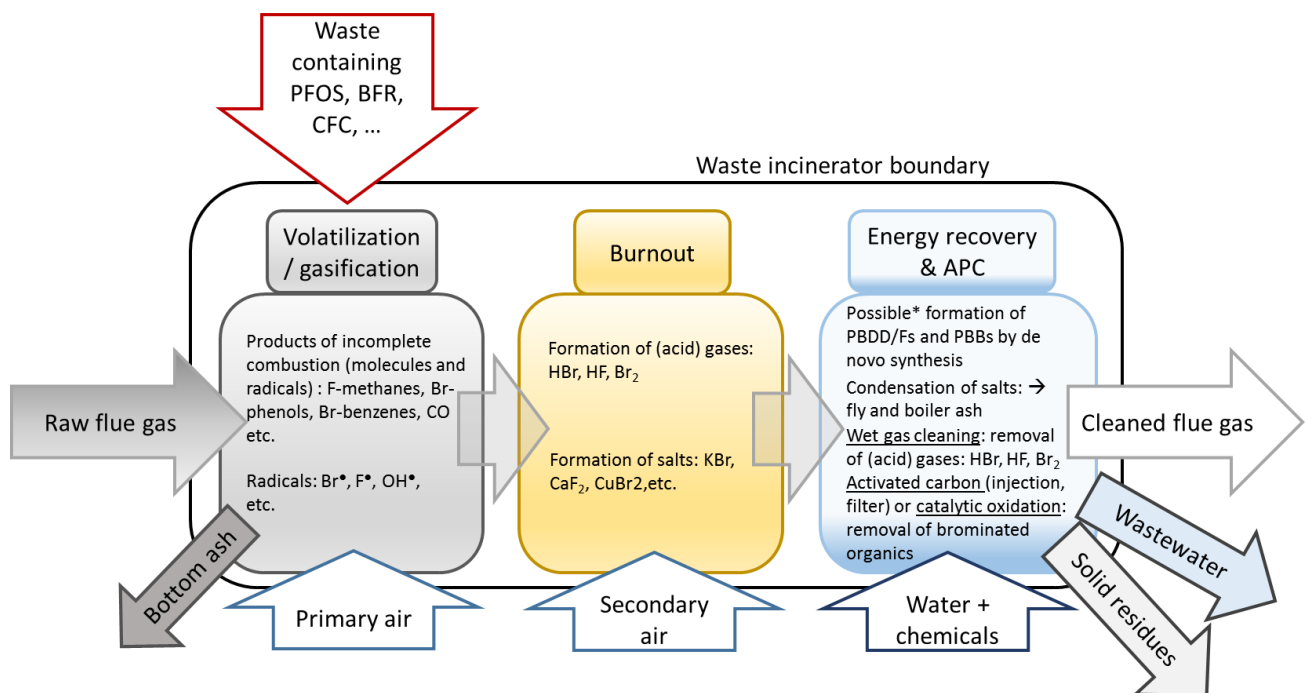 Waste
containing
PFOS, BFR,
CFC, ...
Waste incinerator boundary
Volatilization
/ gasification
Burnout
Energy recovery
& APC
Raw flue gas
Products of incomplete
combustion (molecules and
radicals) : F-methanes, Br-
phenols, Br-benzenes, CO
etc.
Radicals: Br•, F•, OH•,
etc.
Formation of (acid) gases:
HBr, HF, Br₂
Formation of salts: KBr,
CaF₂, CuBr2,etc.
Possible* formation of
PBDD/Fs and PBBs by de
novo synthesis
Condensation of salts: →
fly and boiler ash
Wet gas cleaning: removal
of (acid) gases: HBr, HF, Br₂
Activated carbon (injection,
filter) or catalytic oxidation:
removal of brominated
organics
Cleaned flue gas
Bottom ash
Primary air
Secondary
air
Water +
chemicals
Wastewater
Solid residues